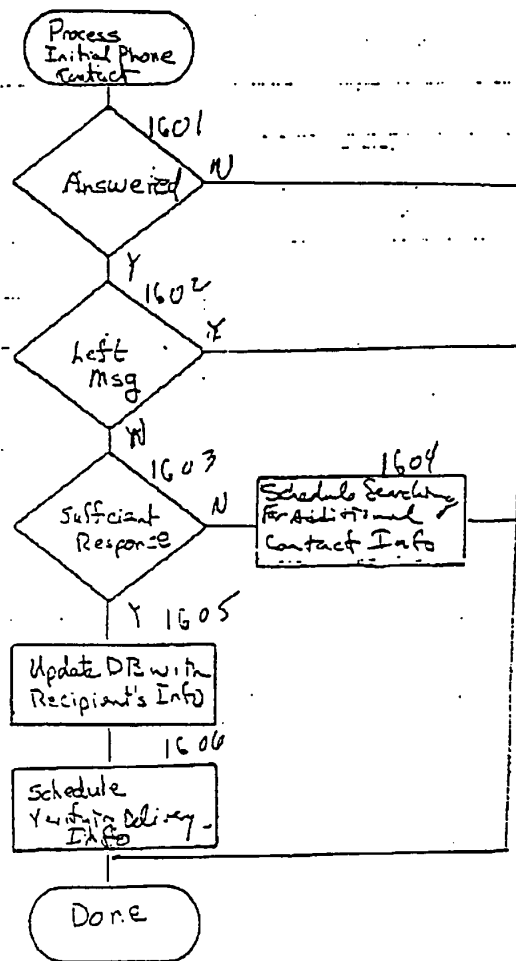 Process
Initial Phone
Contact
1601
Answered
N
Y
1602
Left
Msg
Y
N
1603
Sufficient
Response
N
1604
Schedule Searching
For Additional
Contact Info
Y
1605
Update DB with
Recipient's Info
1606
Schedule
Verifying Delivery
Info
Done